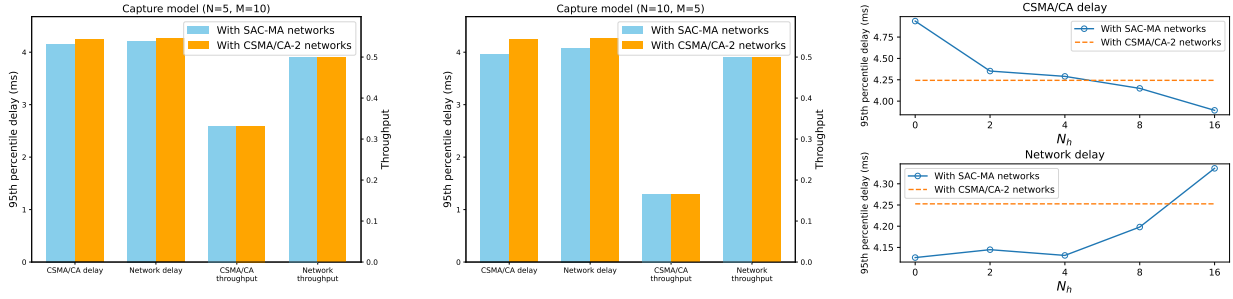 Capture model (N=5, M=10)
With SAC-MA networks
With CSMA/CA-2 networks
95th percentile delay (ms)
0
1
2
3
4
Throughput
0.0
0.1
0.2
0.3
0.4
0.5
CSMA/CA delay
Network delay
CSMA/CA
throughput
Network
throughput
Capture model (N=10, M=5)
With SAC-MA networks
With CSMA/CA-2 networks
95th percentile delay (ms)
0
1
2
3
4
Throughput
0.0
0.1
0.2
0.3
0.4
0.5
CSMA/CA delay
Network delay
CSMA/CA
throughput
Network
throughput
CSMA/CA delay
With SAC-MA networks
With CSMA/CA-2 networks
95th percentile delay (ms)
4.75
4.50
4.25
4.00
0 2 4 8 16
N_h
Network delay
With SAC-MA networks
With CSMA/CA-2 networks
95th percentile delay (ms)
4.30
4.25
4.20
4.15
0 2 4 8 16
N_h